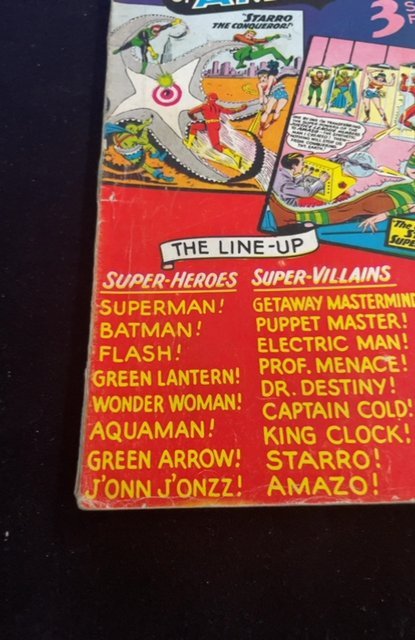 3
"STARRO
THE CONQUEROR!"
THE LINE-UP
SUPER-HEROES SUPER-VILLAINS
SUPERMAN! GETAWAY MASTERMIND
BATMAN! PUPPET MASTER!
FLASH! ELECTRIC MAN!
GREEN LANTERN! PROF. MENACE!
WONDER WOMAN! DR. DESTINY!
AQUAMAN! CAPTAIN COLD!
GREEN ARROW! KING CLOCK!
J'ONN J'ONZZ! STARRO!
AMAZO!